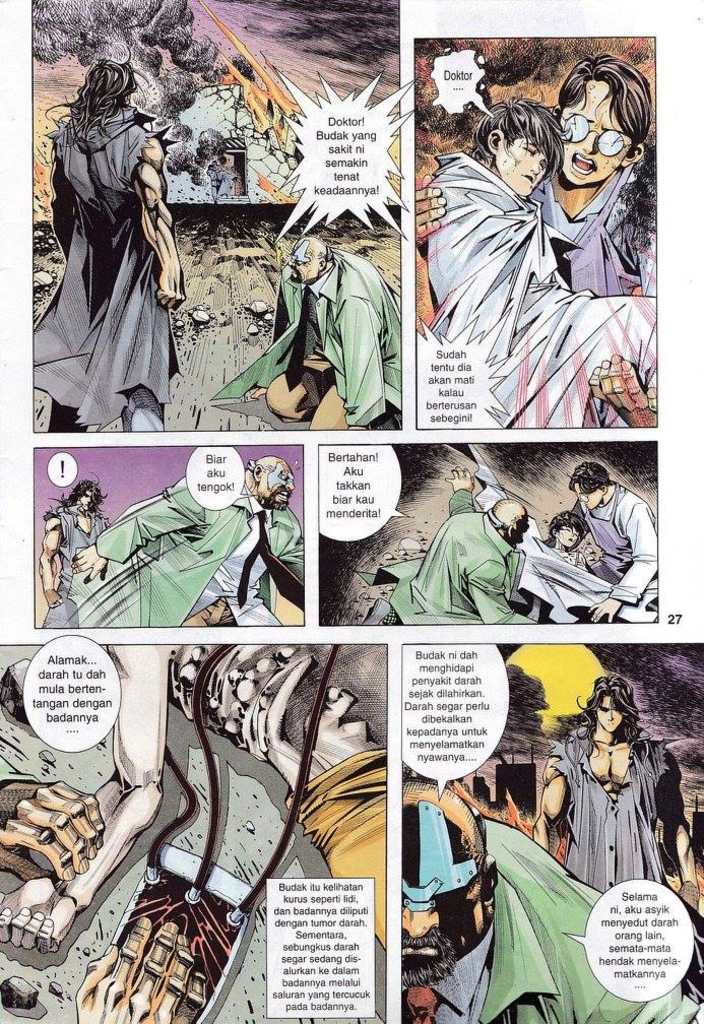 Doktor!
Budak yang
sakit ni
semakin
tenat
keadaannya!
Doktor
....
Sudah
tentu dia
akan mati
kalau
berterusan
sebegini!
!
Biar
aku
tengok!
Bertahan!
Aku
takkan
biar kau
menderita!
27
Alamak...
darah tu dah
mula berten-
tangan dengan
badannya
....
Budak itu kelihatan
kurus seperti lidi,
dan badannya diliputi
dengan tumor darah.
Sementara,
sebungkus darah
segar sedang dis-
alurkan ke dalam
badannya melalui
saluran yang tercucuk
pada badannya.
Budak ni dah
menghidapi
penyakit darah
sejak dilahirkan.
Darah segar perlu
dibekalkan
kepadanya untuk
menyelamatkan
nyawanya....
Selama
ni, aku asyik
menyedut darah
orang lain,
semata-mata
hendak menyela-
matkannya
....